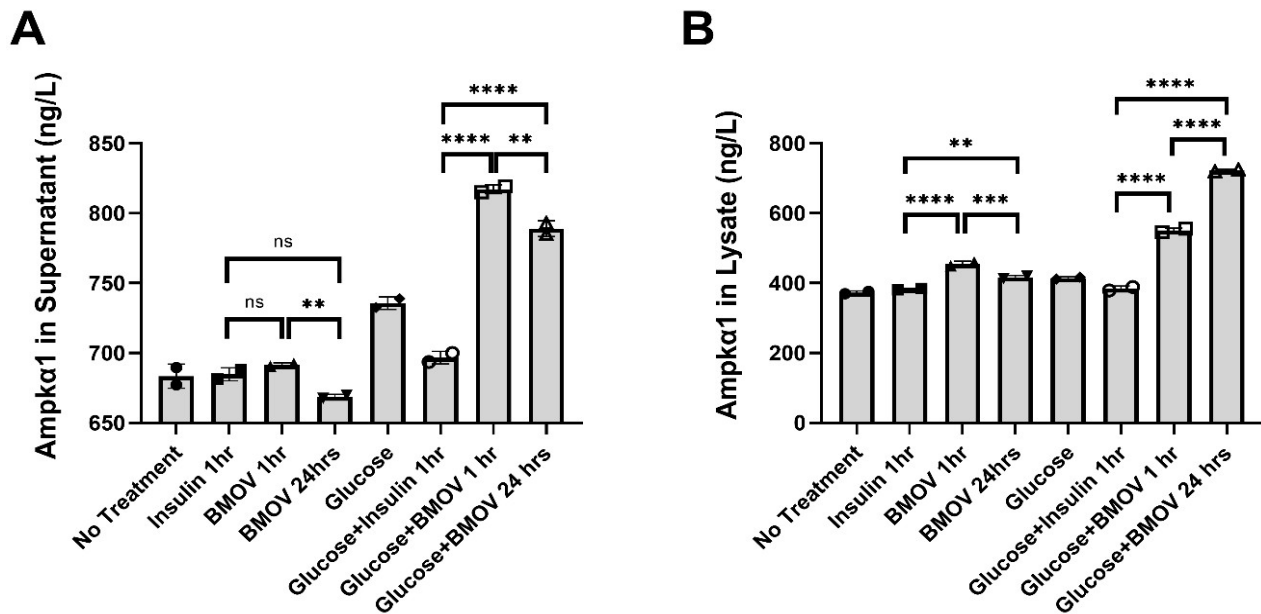 A
Ampkα1 in Supernatant (ng/L)
850
800
750
700
650
ns
ns
**
****
****
**
No Treatment
Insulin 1hr
BMOV 1hr
BMOV 24hrs
Glucose
Glucose+Insulin 1hr
Glucose+BMOV 1 hr
Glucose+BMOV 24 hrs
B
Ampkα1 in Lysate (ng/L)
800
600
400
200
0
**
****
***
****
****
****
No Treatment
Insulin 1hr
BMOV 1hr
BMOV 24hrs
Glucose
Glucose+Insulin 1hr
Glucose+BMOV 1 hr
Glucose+BMOV 24 hrs